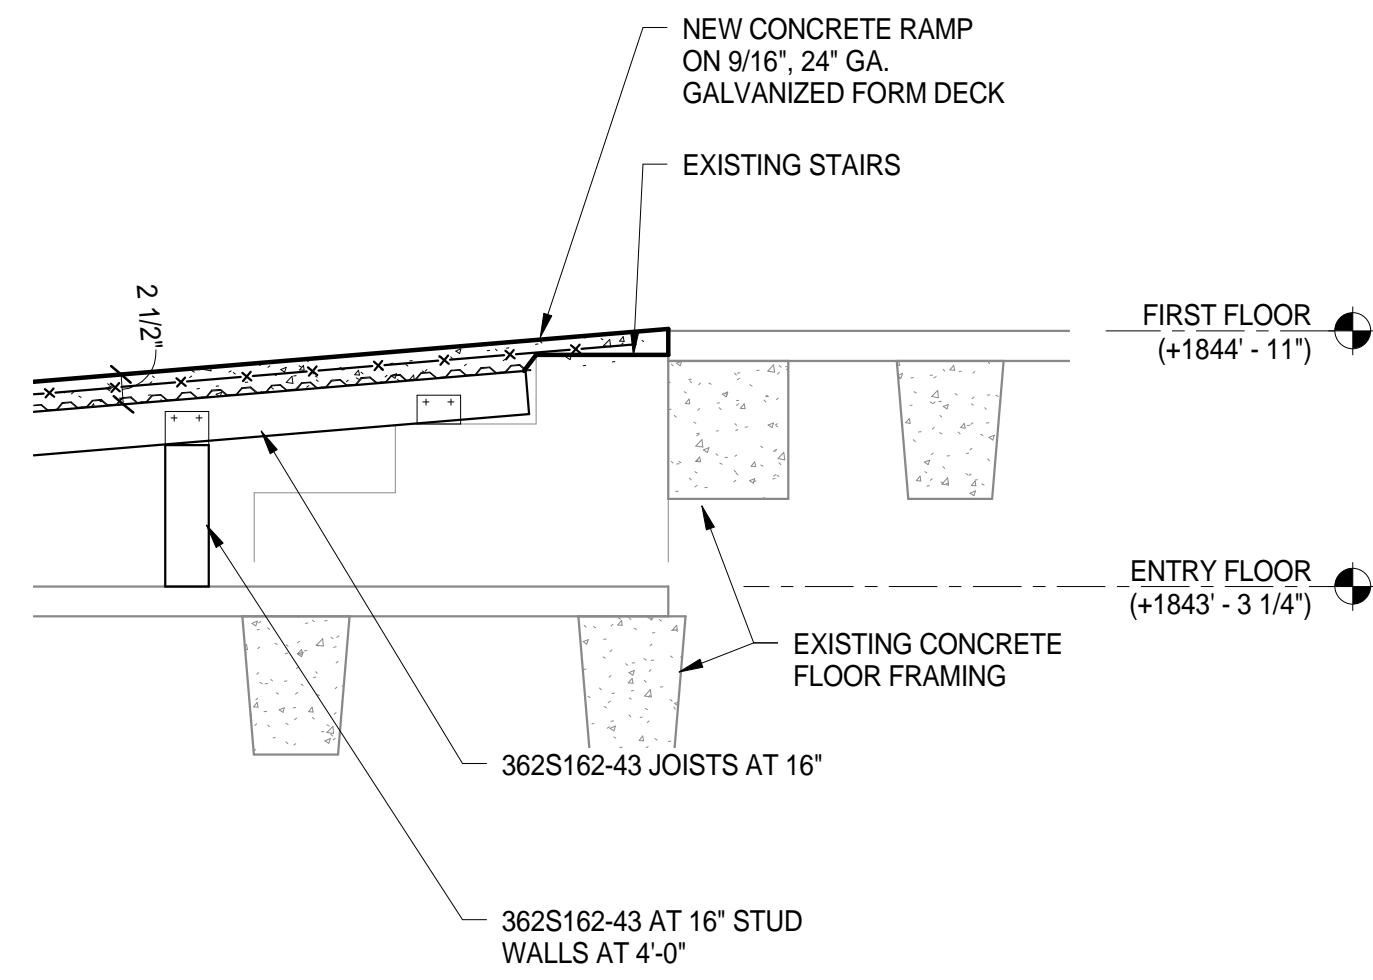 NEW CONCRETE RAMP
ON 9/16", 24" GA.
GALVANIZED FORM DECK
EXISTING STAIRS
2 1/2"
FIRST FLOOR
(+1844' - 11")
ENTRY FLOOR
(+1843' - 3 1/4")
EXISTING CONCRETE
FLOOR FRAMING
362S162-43 JOISTS AT 16"
362S162-43 AT 16" STUD
WALLS AT 4'-0"